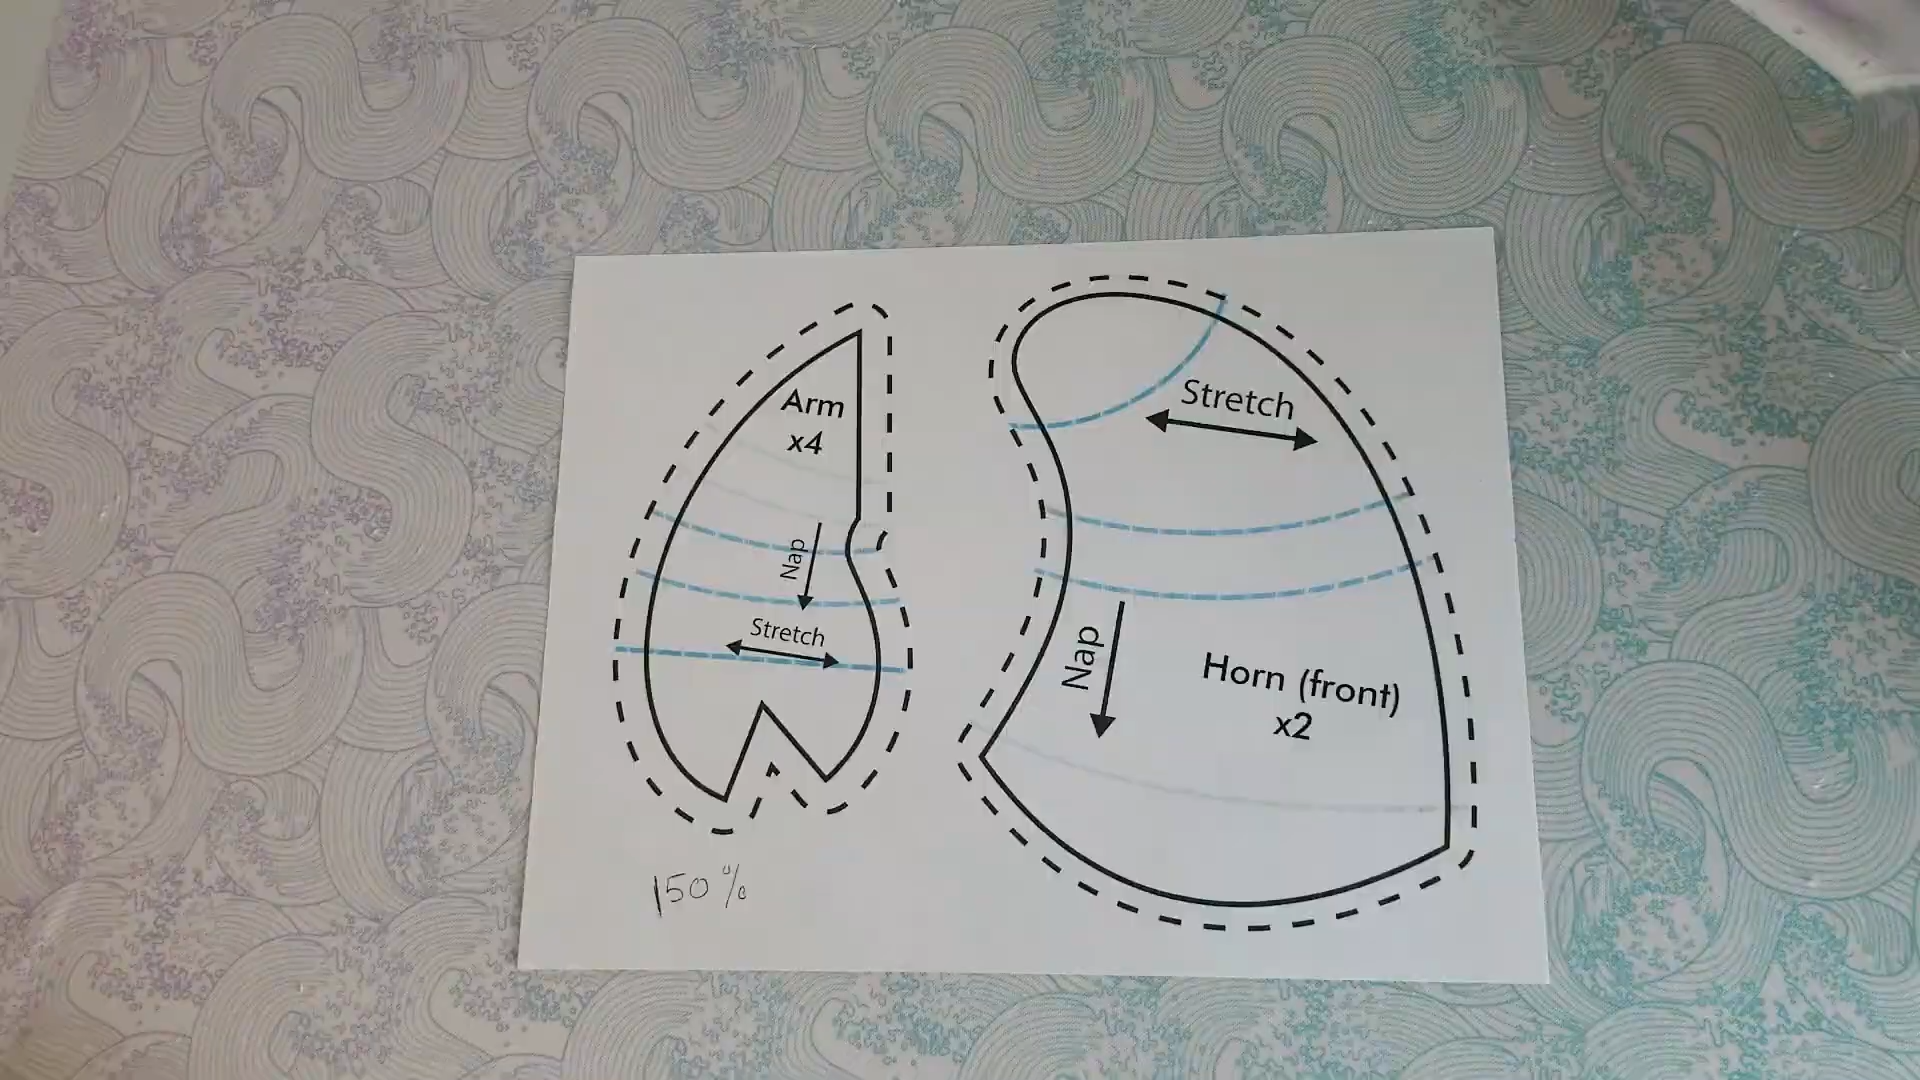 Arm
x4
Nap
Stretch
150%
Stretch
Nap
Horn (front)
x2